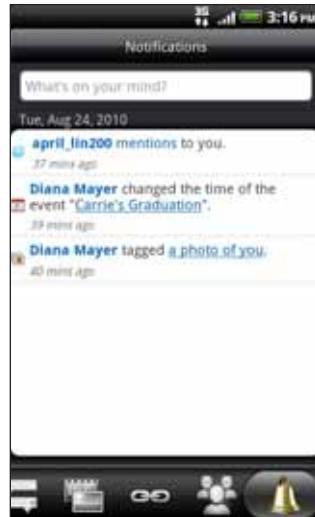 3G 3:16 PM
Notifications
What's on your mind?
Tue, Aug 24, 2010
april_lin200 mentions to you.
37 mins ago
Diana Mayer changed the time of the
event "Carrie's Graduation".
39 mins ago
Diana Mayer tagged a photo of you.
40 mins ago